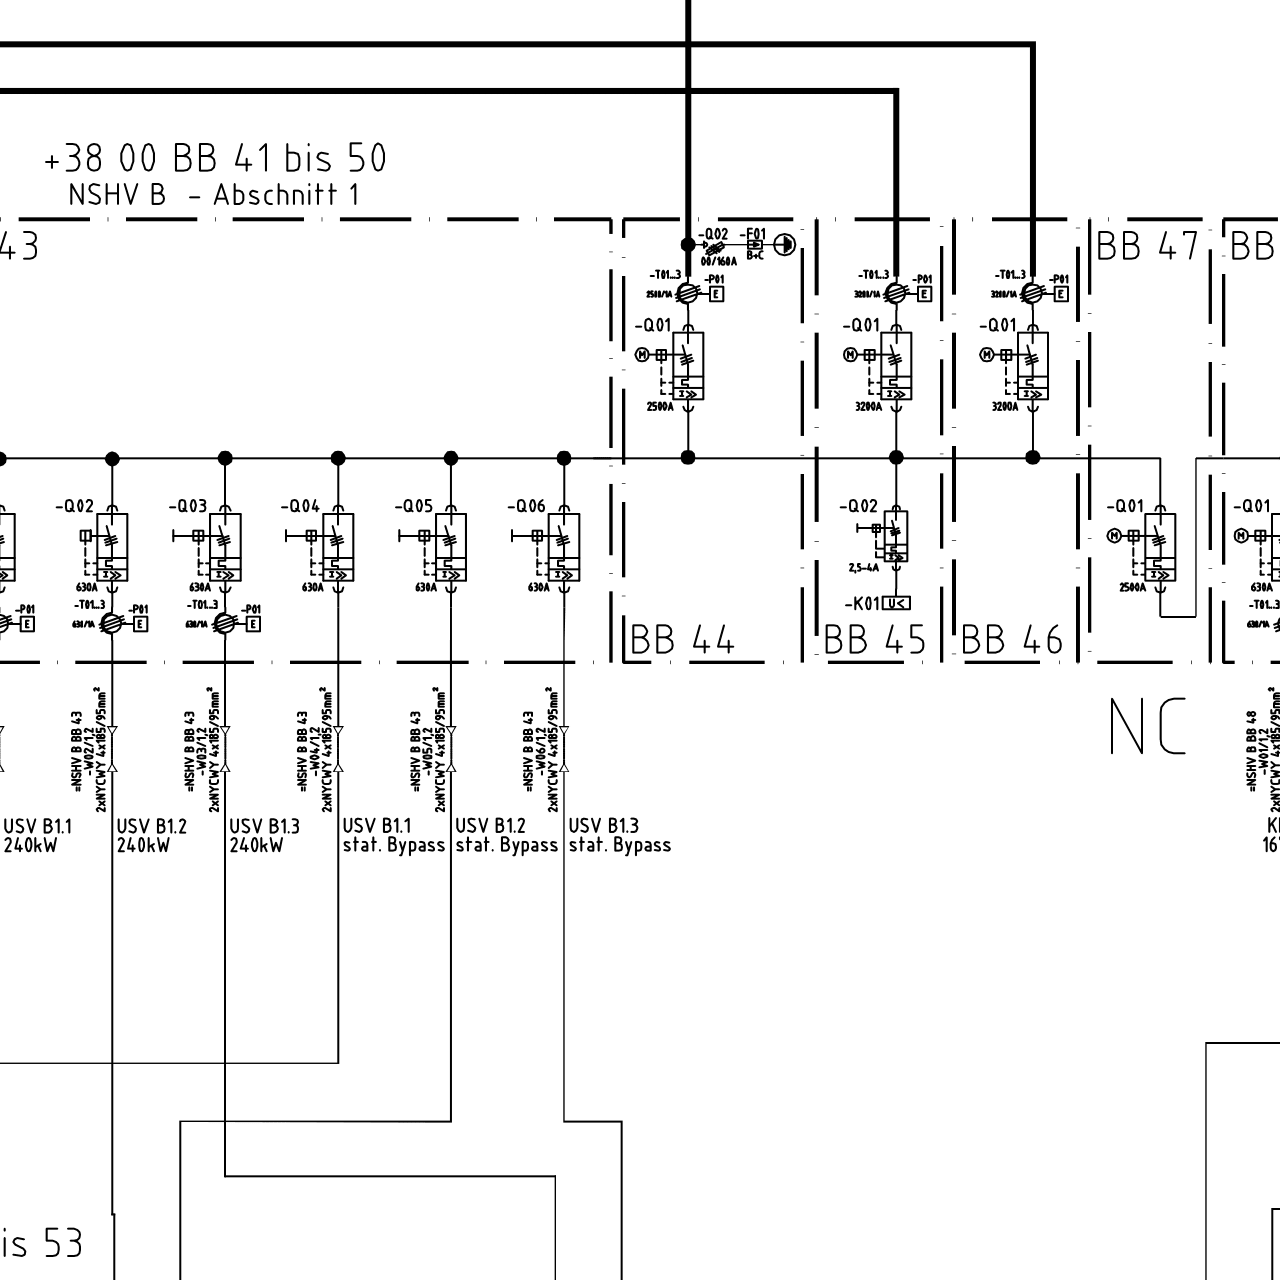 +38 00 BB 41 bis 50
NSHV B - Abschnitt 1
43
BB 47
BB
-Q02 -F01
00/160A B+C
-T01...3 -P01
2500/1A E
-T01...3 -P01
3200/1A E
-T01...3 -P01
3200/1A E
-Q01
M
I>>
2500A
-Q01
M
I>>
3200A
-Q01
M
I>>
3200A
-Q02
I>>
630A
-Q03
I>>
630A
-Q04
I>>
630A
-Q05
I>>
630A
-Q06
I>>
630A
-Q02
I>>
2,5-4A
-Q01
M
I>>
2500A
-Q01
M
630A
-P01
E
-T01...3 -P01
630/1A E
-T01...3 -P01
630/1A E
-K01 U<
-T01...3
630/1A
BB 44
BB 45
BB 46
NC
=NSHV B BB 43
-W02/1,2
2xNYCWY 4x185/95mm²
=NSHV B BB 43
-W03/1,2
2xNYCWY 4x185/95mm²
=NSHV B BB 43
-W04/1,2
2xNYCWY 4x185/95mm²
=NSHV B BB 43
-W05/1,2
2xNYCWY 4x185/95mm²
=NSHV B BB 43
-W06/1,2
2xNYCWY 4x185/95mm²
=NSHV B BB 48
-W01/1,2
2xNYCWY 4x185/95mm²
USV B1.1
240kW
USV B1.2
240kW
USV B1.3
240kW
USV B1.1
stat. Bypass
USV B1.2
stat. Bypass
USV B1.3
stat. Bypass
16
is 53